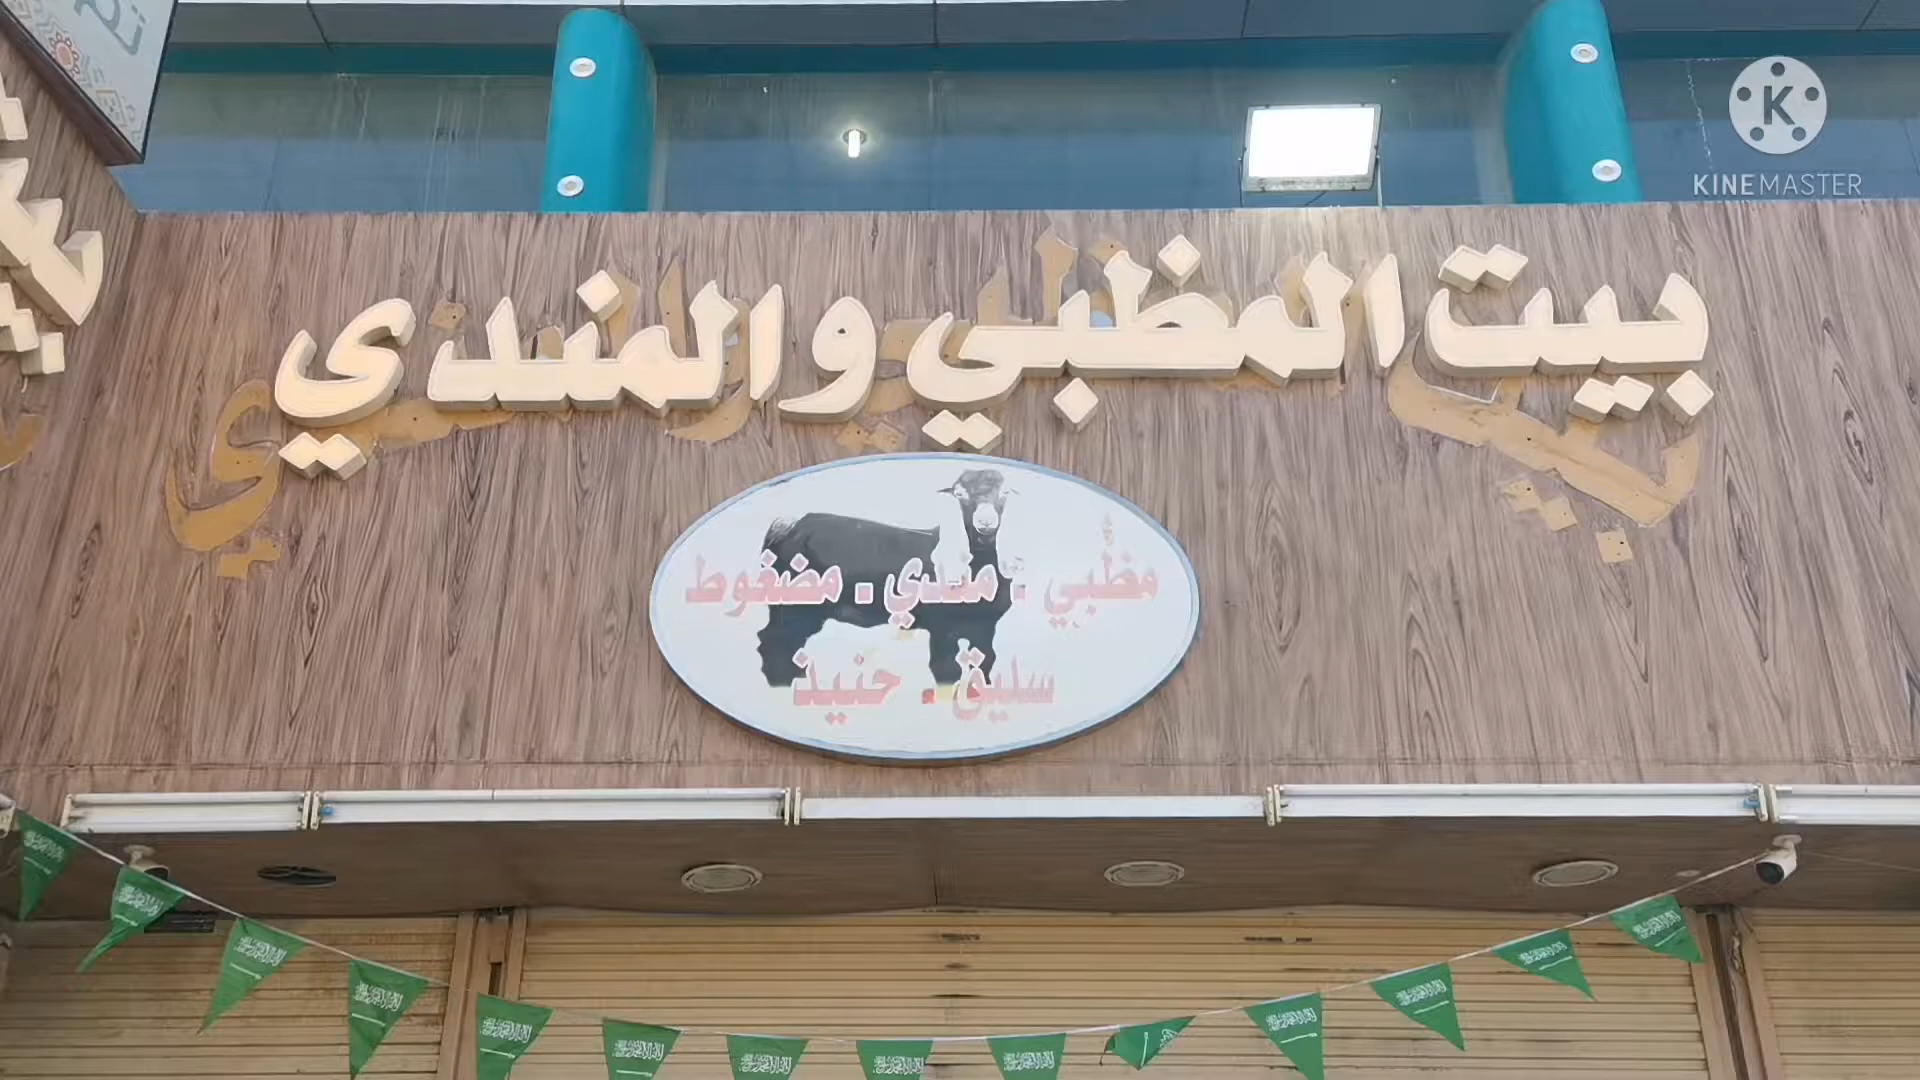 KINEMASTER
بيت المظبي والمندي
مظبي . مندي . مضغوط
سليق . حنيذ